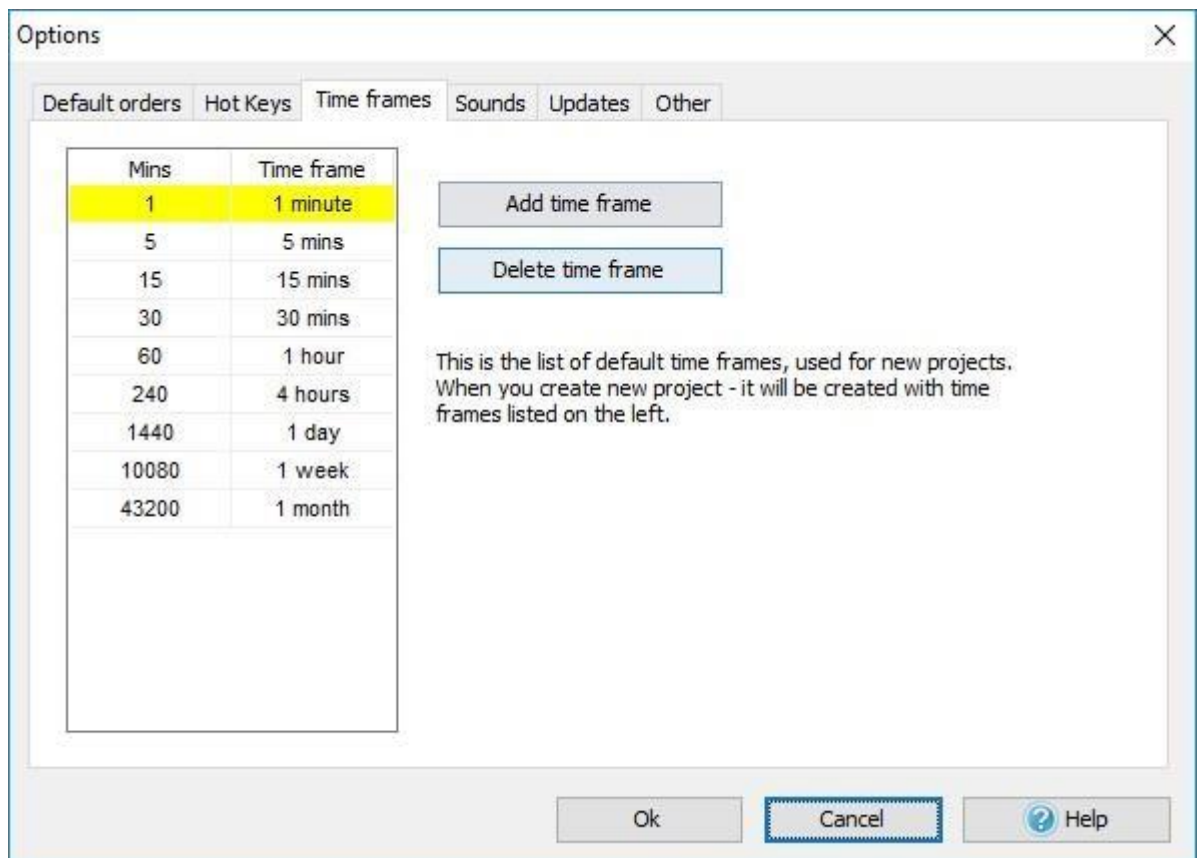 Options
Default orders Hot Keys Time frames Sounds Updates Other
Mins Time frame
1 1 minute
5 5 mins
15 15 mins
30 30 mins
60 1 hour
240 4 hours
1440 1 day
10080 1 week
43200 1 month
Add time frame
Delete time frame
This is the list of default time frames, used for new projects.
When you create new project - it will be created with time
frames listed on the left.
Ok Cancel Help